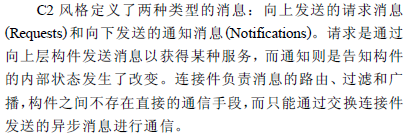 C2 风格定义了两种类型的消息：向上发送的请求消息
(Requests)和向下发送的通知消息(Notifications)。请求是通过
向上层构件发送消息以获得某种服务，而通知则是告知构件
的内部状态发生了改变。连接件负责消息的路由、过滤和广
播，构件之间不存在直接的通信手段，而只能通过交换连接件
发送的异步消息进行通信。